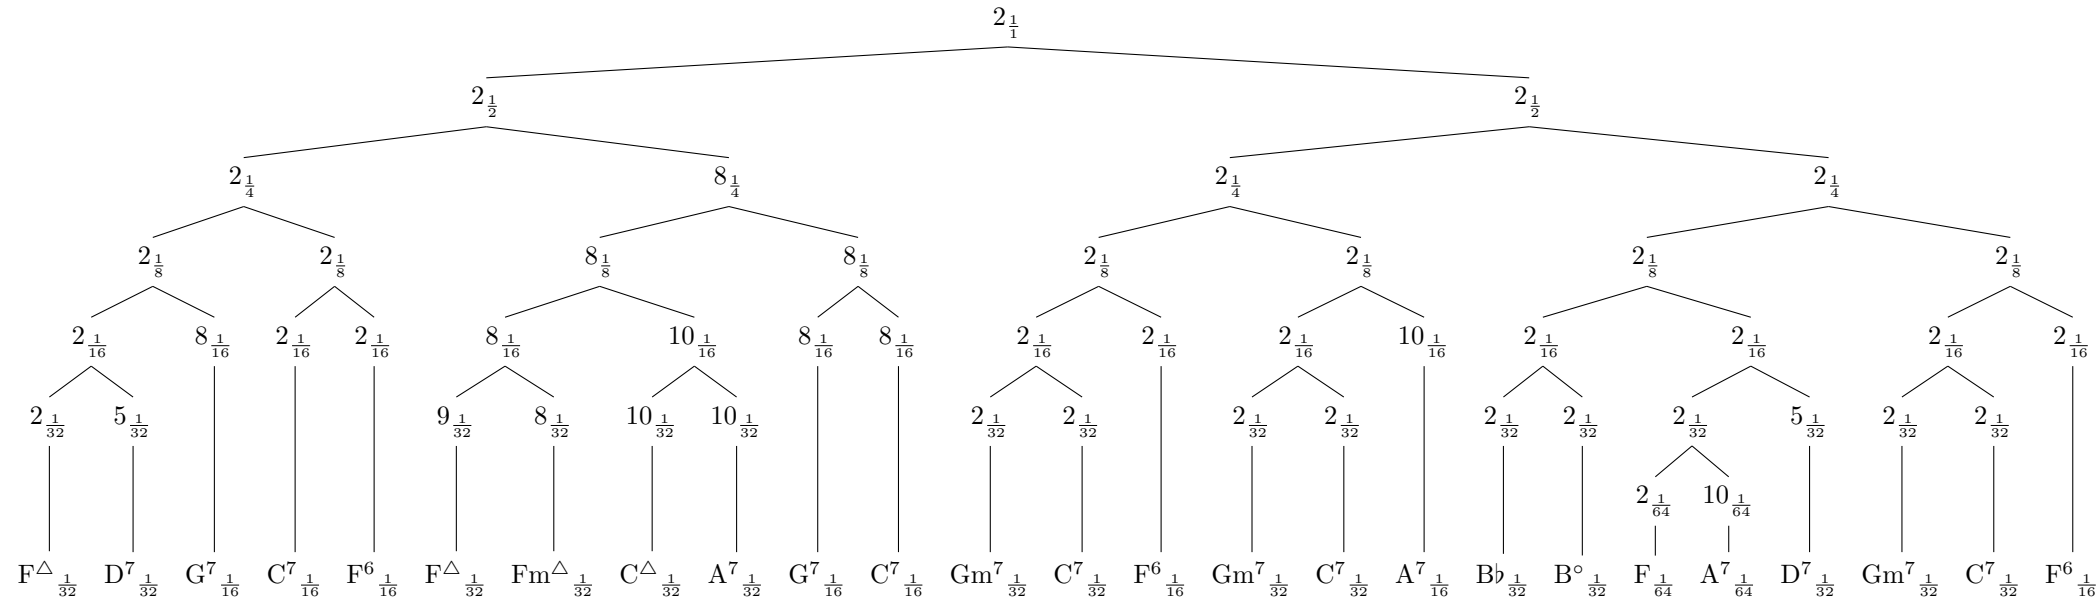 2 1/1
2 1/2 2 1/2
2 1/4 8 1/4 2 1/4 2 1/4
2 1/8 2 1/8 8 1/8 8 1/8 2 1/8 2 1/8 2 1/8 2 1/8
2 1/16 8 1/16 2 1/16 2 1/16 8 1/16 10 1/16 8 1/16 8 1/16 2 1/16 2 1/16 2 1/16 10 1/16 2 1/16 2 1/16 2 1/16 2 1/16
2 1/32 5 1/32 9 1/32 8 1/32 10 1/32 10 1/32 2 1/32 2 1/32 2 1/32 2 1/32 2 1/32 2 1/32 2 1/32 5 1/32 2 1/32 2 1/32
2 1/64 10 1/64
F△ 1/32 D⁷ 1/32 G⁷ 1/16 C⁷ 1/16 F⁶ 1/16 F△ 1/32 Fm△ 1/32 C△ 1/32 A⁷ 1/32 G⁷ 1/16 C⁷ 1/16 Gm⁷ 1/32 C⁷ 1/32 F⁶ 1/16 Gm⁷ 1/32 C⁷ 1/32 A⁷ 1/16 B♭ 1/32 B° 1/32 F 1/64 A⁷ 1/64 D⁷ 1/32 Gm⁷ 1/32 C⁷ 1/32 F⁶ 1/16